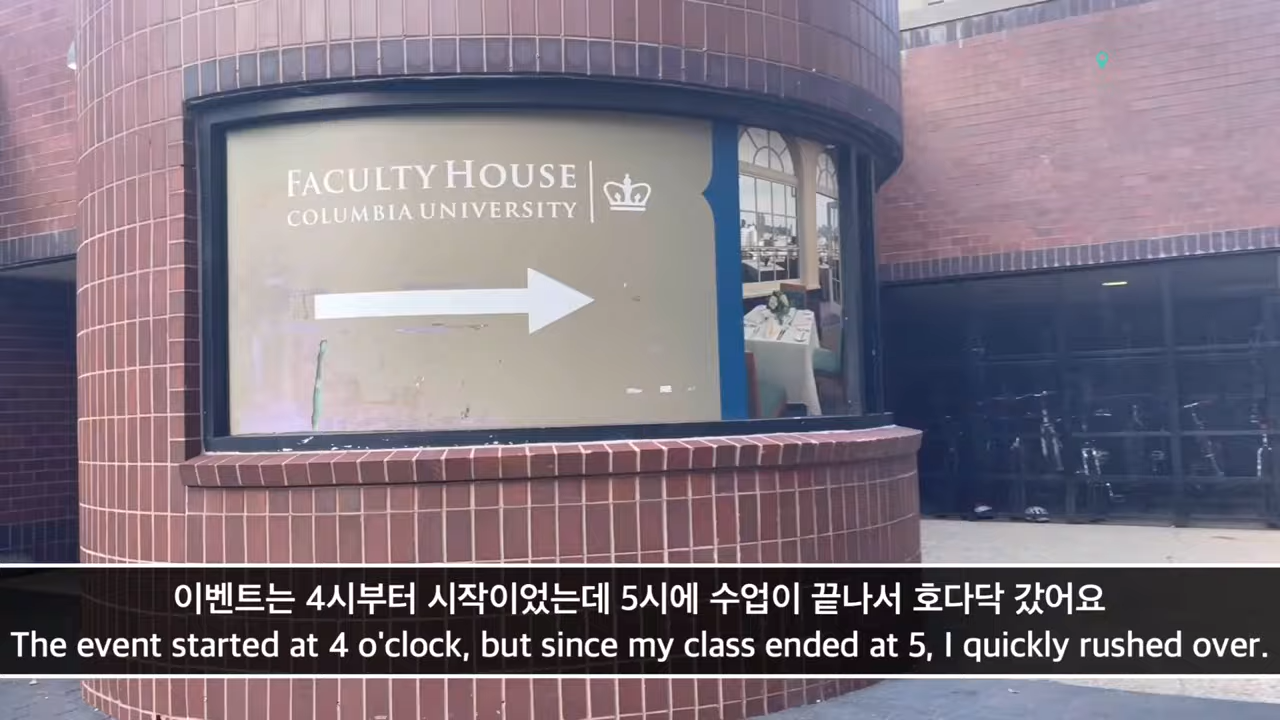 FACULTY HOUSE
COLUMBIA UNIVERSITY
이벤트는 4시부터 시작이었는데 5시에 수업이 끝나서 호다닥 갔어요
The event started at 4 o'clock, but since my class ended at 5, I quickly rushed over.